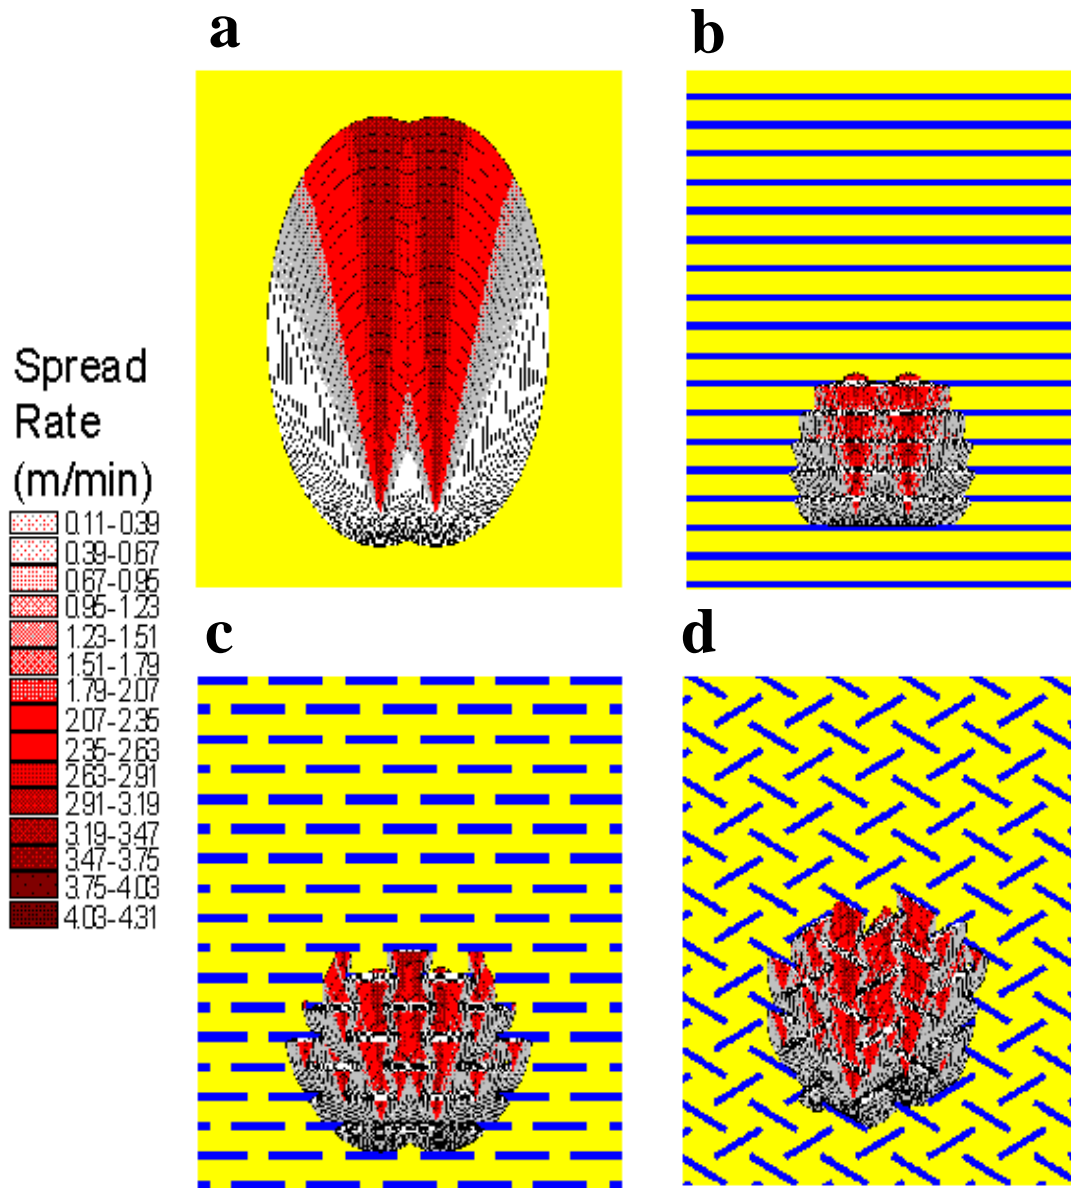 a
b
Spread
Rate
(m/min)
0.11-0.39
0.39-0.67
0.67-0.95
0.95-1.23
1.23-1.51
1.51-1.79
1.79-2.07
2.07-2.35
2.35-2.63
2.63-2.91
2.91-3.19
3.19-3.47
3.47-3.75
3.75-4.03
4.03-4.31
c
d